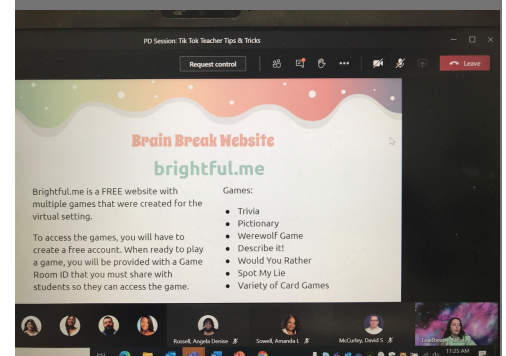 PD Session: Tik Tok Teacher Tips & Tricks
Request control
Leave
Brain Break Website
brightful.me
Brightful.me is a FREE website with
multiple games that were created for the
virtual setting.
To access the games, you will have to
create a free account. When ready to play
a game, you will be provided with a Game
Room ID that you must share with
students so they can access the game.
Games:
• Trivia
• Pictionary
• Werewolf Game
• Describe it!
• Would You Rather
• Spot My Lie
• Variety of Card Games
Russell, Angela Denise
Sowell, Amanda L
McCurley, David S
11:25 AM